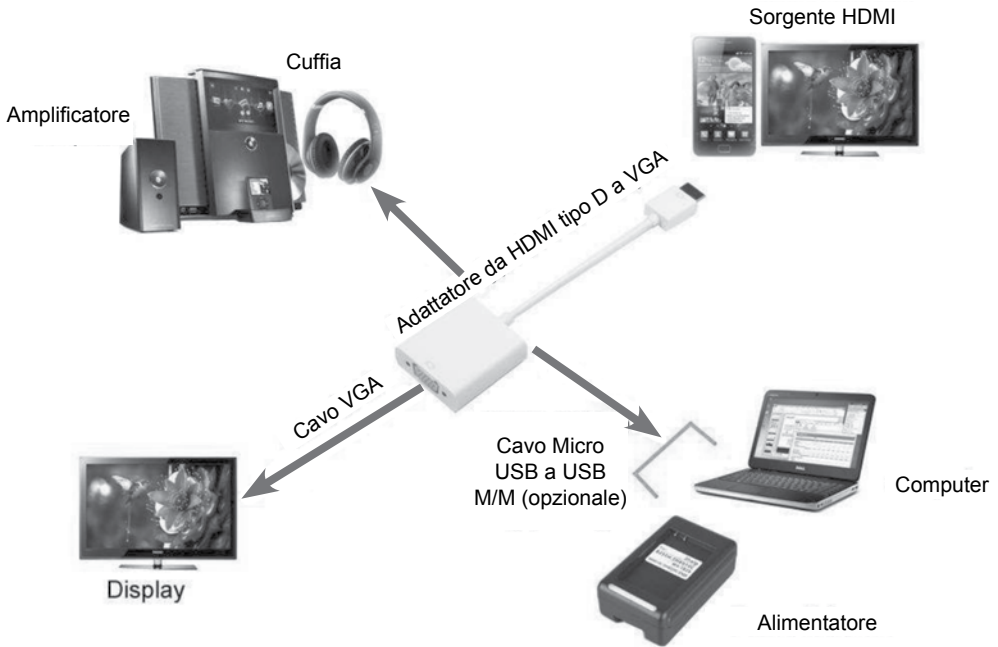 Sorgente HDMI
Cuffia
Amplificatore
Adattatore da HDMI tipo D a VGA
Cavo VGA
Cavo Micro
USB a USB
M/M (opzionale)
Computer
Display
Alimentatore